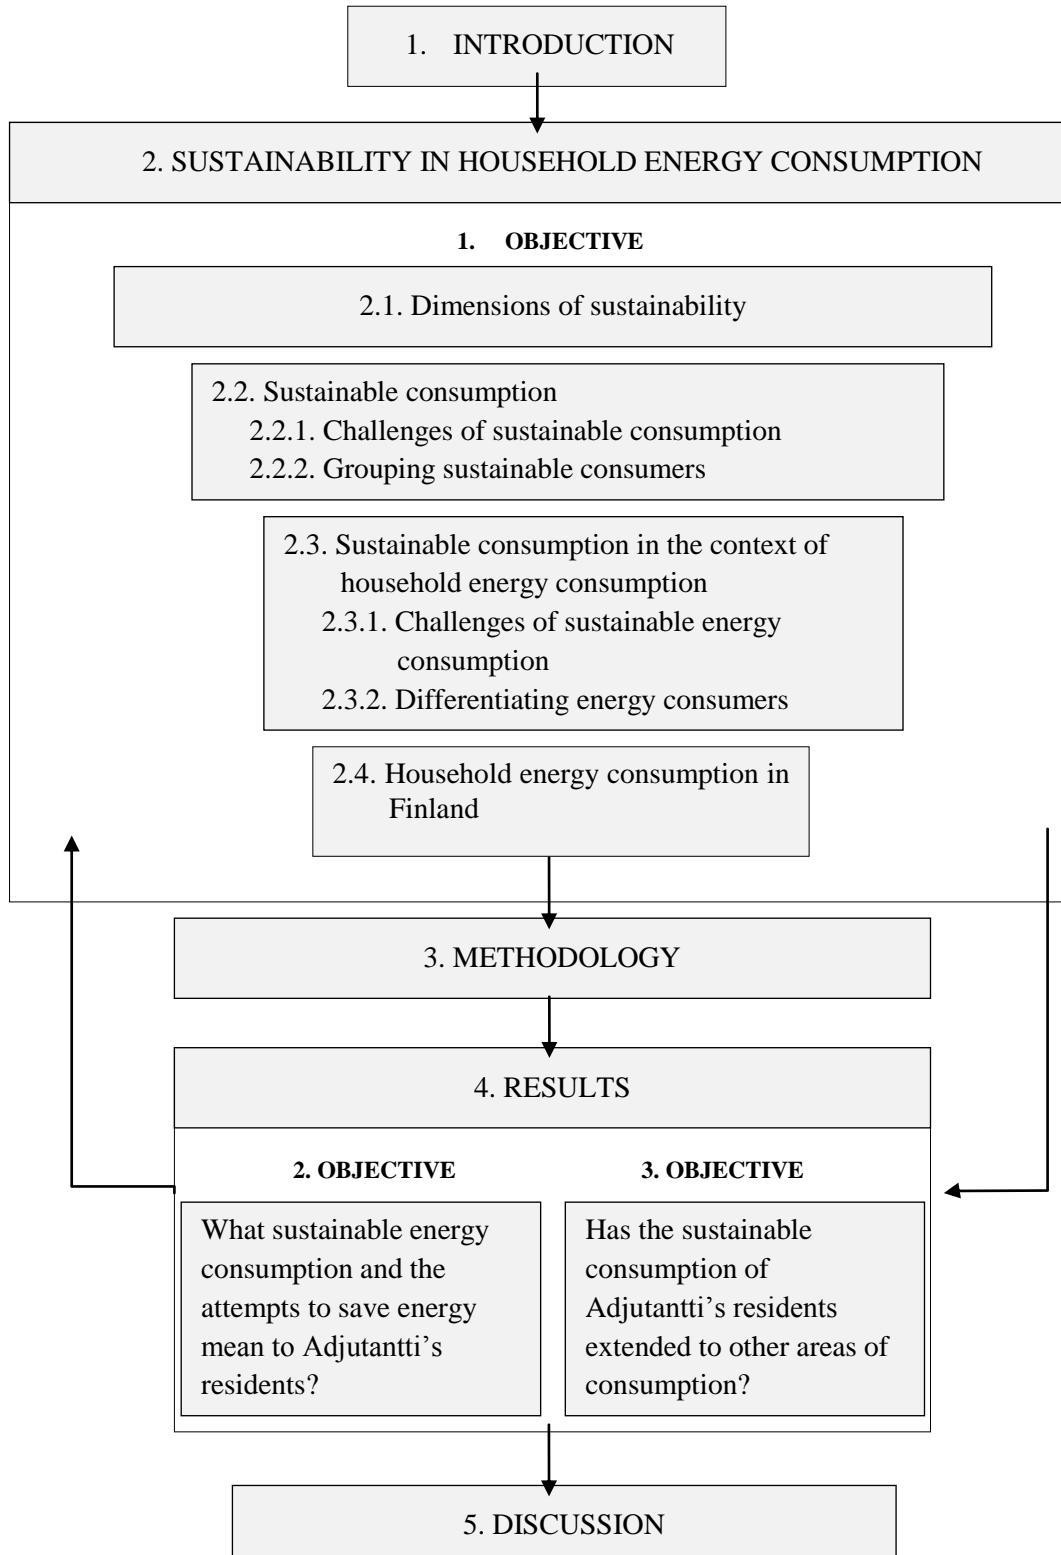 1. INTRODUCTION
2. SUSTAINABILITY IN HOUSEHOLD ENERGY CONSUMPTION
1. OBJECTIVE
2.1. Dimensions of sustainability
2.2. Sustainable consumption
2.2.1. Challenges of sustainable consumption
2.2.2. Grouping sustainable consumers
2.3. Sustainable consumption in the context of
household energy consumption
2.3.1. Challenges of sustainable energy
consumption
2.3.2. Differentiating energy consumers
2.4. Household energy consumption in
Finland
3. METHODOLOGY
4. RESULTS
2. OBJECTIVE
What sustainable energy
consumption and the
attempts to save energy
mean to Adjutantti’s
residents?
3. OBJECTIVE
Has the sustainable
consumption of
Adjutantti’s residents
extended to other areas of
consumption?
5. DISCUSSION